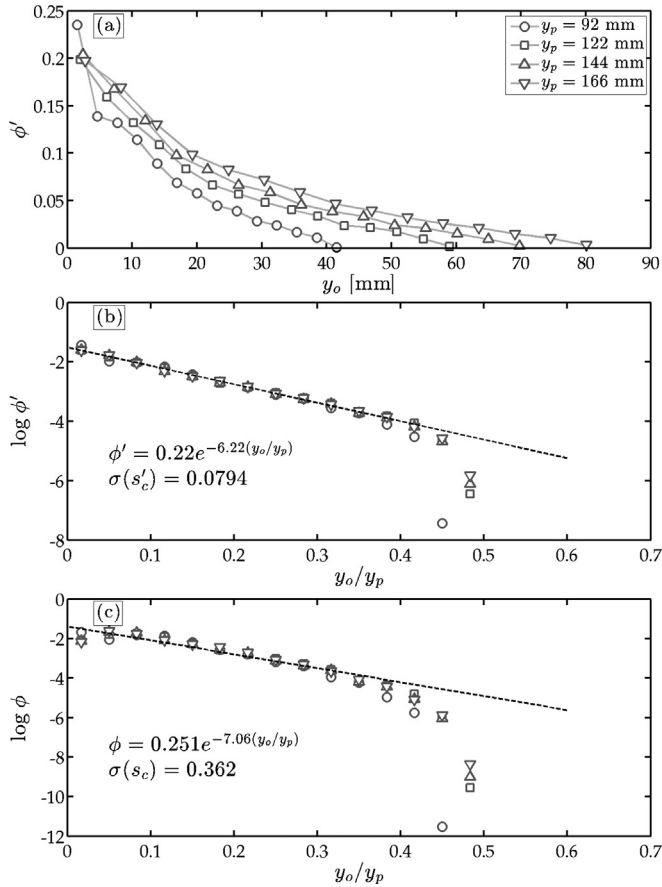 (a)
y_p = 92 mm
y_p = 122 mm
y_p = 144 mm
y_p = 166 mm
0.25
0.2
0.15
0.1
0.05
0
ϕ′
0 10 20 30 40 50 60 70 80 90
y_o [mm]
(b)
0
-2
-4
-6
-8
log ϕ′
ϕ′ = 0.22e^{-6.22(y_o/y_p)}
σ(s′_c) = 0.0794
0 0.1 0.2 0.3 0.4 0.5 0.6 0.7
y_o/y_p
(c)
0
-2
-4
-6
-8
-10
-12
log ϕ
ϕ = 0.251e^{-7.06(y_o/y_p)}
σ(s_c) = 0.362
0 0.1 0.2 0.3 0.4 0.5 0.6 0.7
y_o/y_p